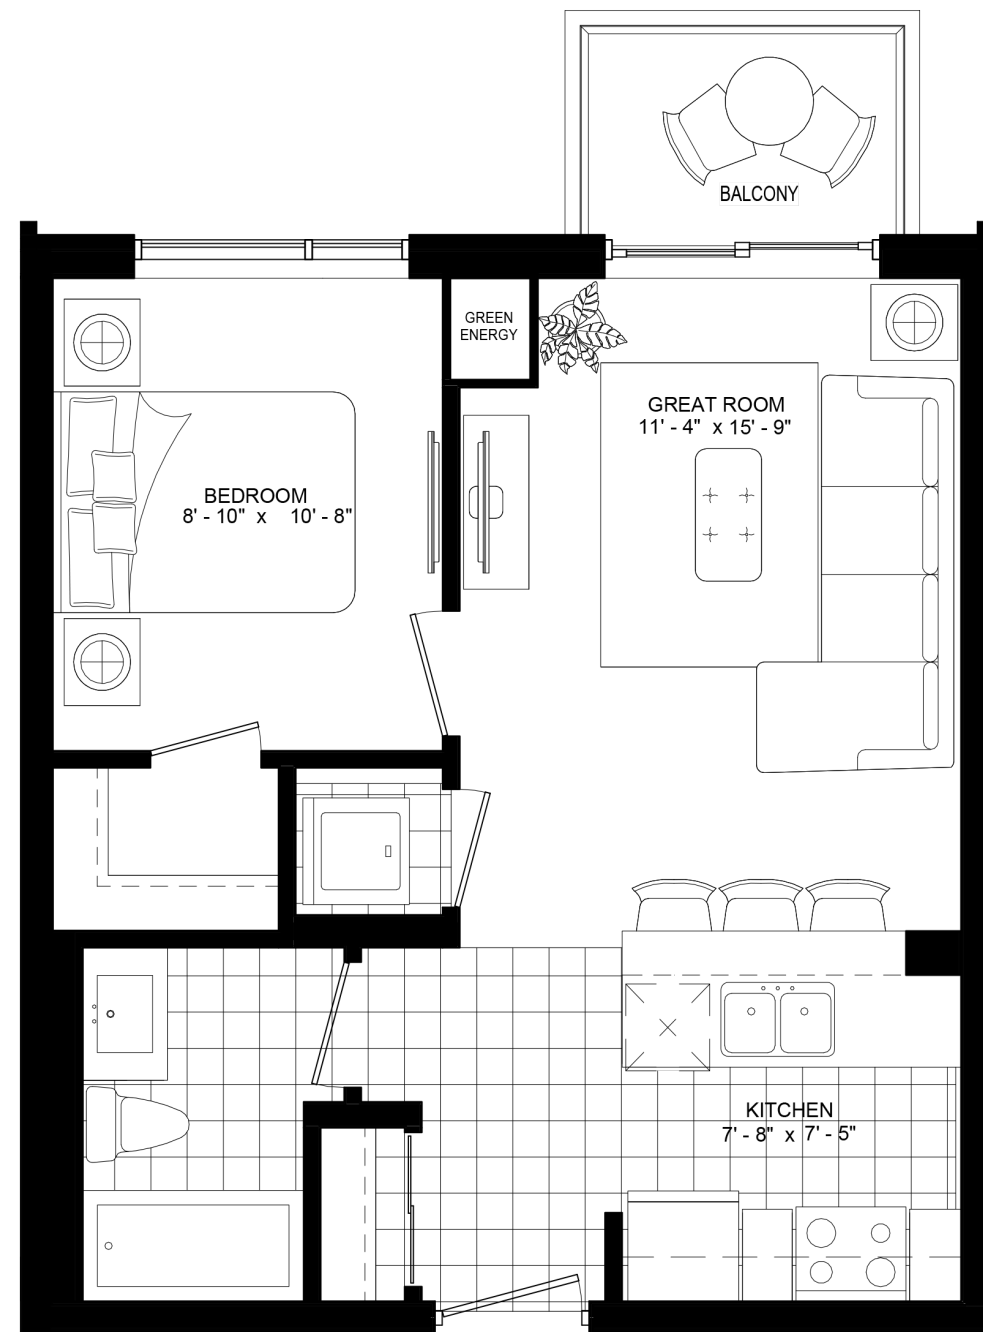 BALCONY
GREEN
ENERGY
GREAT ROOM
11' - 4" x 15' - 9"
BEDROOM
8' - 10" x 10' - 8"
KITCHEN
7' - 8" x 7' - 5"